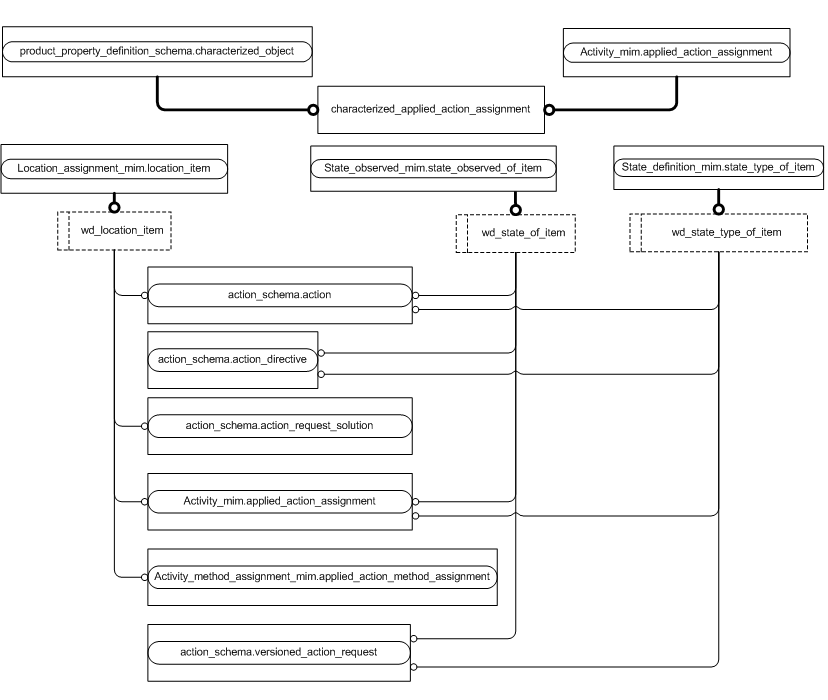 product_property_definition_schema.characterized_object
Activity_mim.applied_action_assignment
characterized_applied_action_assignment
Location_assignment_mim.location_item
State_observed_mim.state_observed_of_item
State_definition_mim.state_type_of_item
wd_location_item
wd_state_of_item
wd_state_type_of_item
action_schema.action
action_schema.action_directive
action_schema.action_request_solution
Activity_mim.applied_action_assignment
Activity_method_assignment_mim.applied_action_method_assignment
action_schema.versioned_action_request